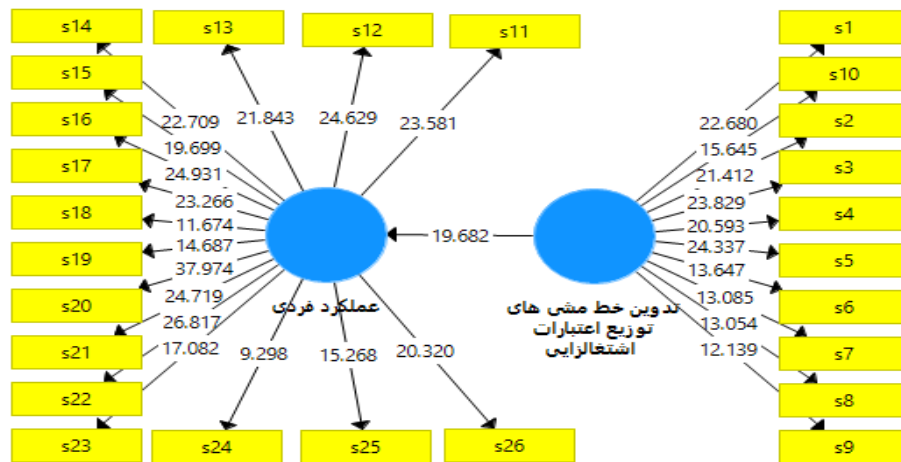 s14
s13
s12
s11
s1
s15
s10
s16
s2
s17
s3
s18
s4
s19
s5
s20
s6
s21
s7
s22
s8
s23
s24
s25
s26
s9
22.709
21.843
24.629
23.581
22.680
19.699
15.645
24.931
21.412
23.266
23.829
11.674
20.593
14.687
19.682
24.337
37.974
13.647
24.719
13.085
26.817
13.054
17.082
9.298
15.268
20.320
12.139
عملکرد فردی
تدوین خط مشی های
توزیع اعتبارات
اشتغالزایی